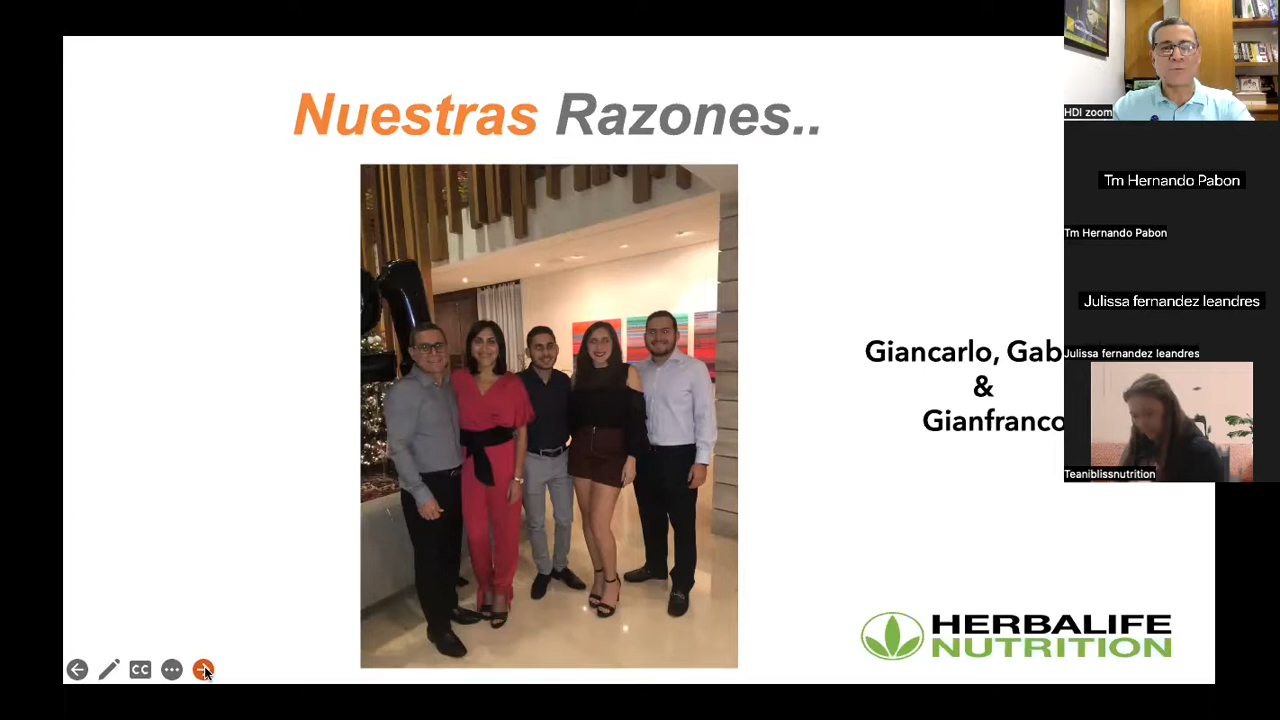 Nuestras Razones..
Giancarlo, Gab
&
Gianfranco
HERBALIFE
NUTRITION
CC
HDI zoom
Tm Hernando Pabon
Tm Hernando Pabon
Julissa fernandez leandres
Julissa fernandez leandres
Teaniblissnutrition